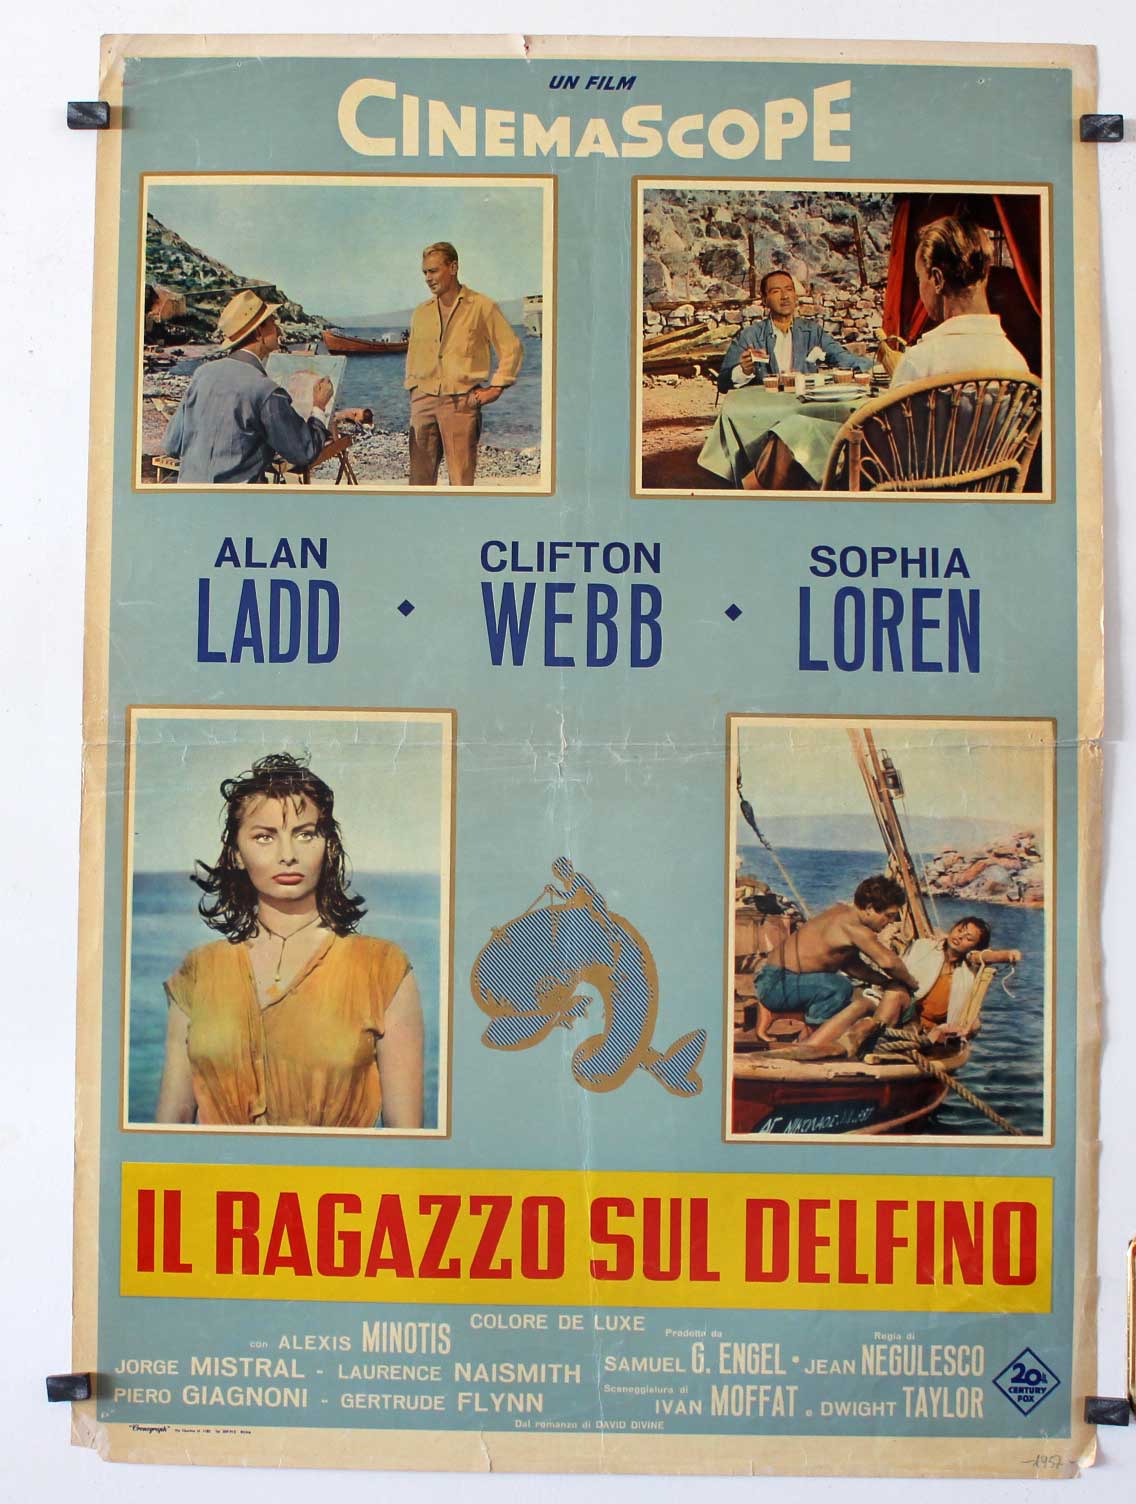 UN FILM
CINEMASCOPE
ALAN LADD • CLIFTON WEBB • SOPHIA LOREN
IL RAGAZZO SUL DELFINO
COLORE DE LUXE
con ALEXIS MINOTIS
JORGE MISTRAL - LAURENCE NAISMITH
PIERO GIAGNONI - GERTRUDE FLYNN
Prodotto da SAMUEL G. ENGEL • Regia di JEAN NEGULESCO
Sceneggiatura di IVAN MOFFAT e DWIGHT TAYLOR
Dal romanzo di DAVID DIVINE
20th CENTURY FOX
"Cromograph"
-1957-